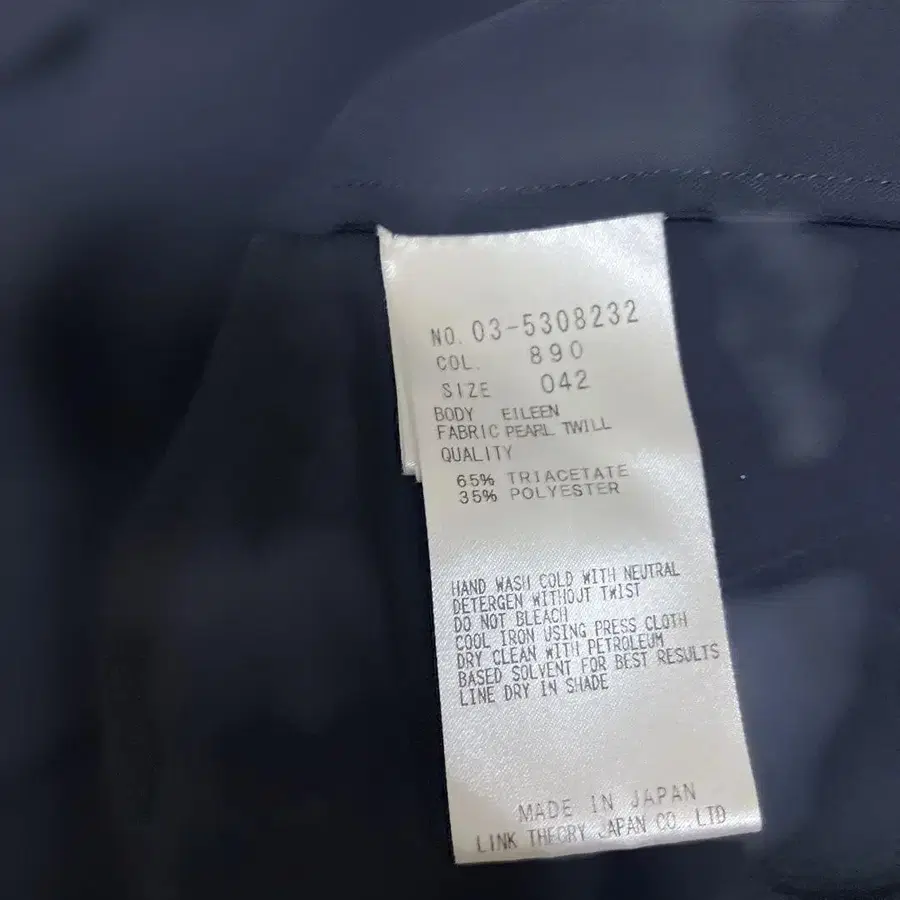 NO. 03-5308232
COL. 890
SIZE 042
BODY EILEEN
FABRIC PEARL TWILL
QUALITY
65% TRIACETATE
35% POLYESTER
HAND WASH COLD WITH NEUTRAL
DETERGEN WITHOUT TWIST
DO NOT BLEACH
COOL IRON USING PRESS CLOTH
DRY CLEAN WITH PETROLEUM
BASED SOLVENT FOR BEST RESULTS
LINE DRY IN SHADE
MADE IN JAPAN
LINK THEORY JAPAN CO.,LTD